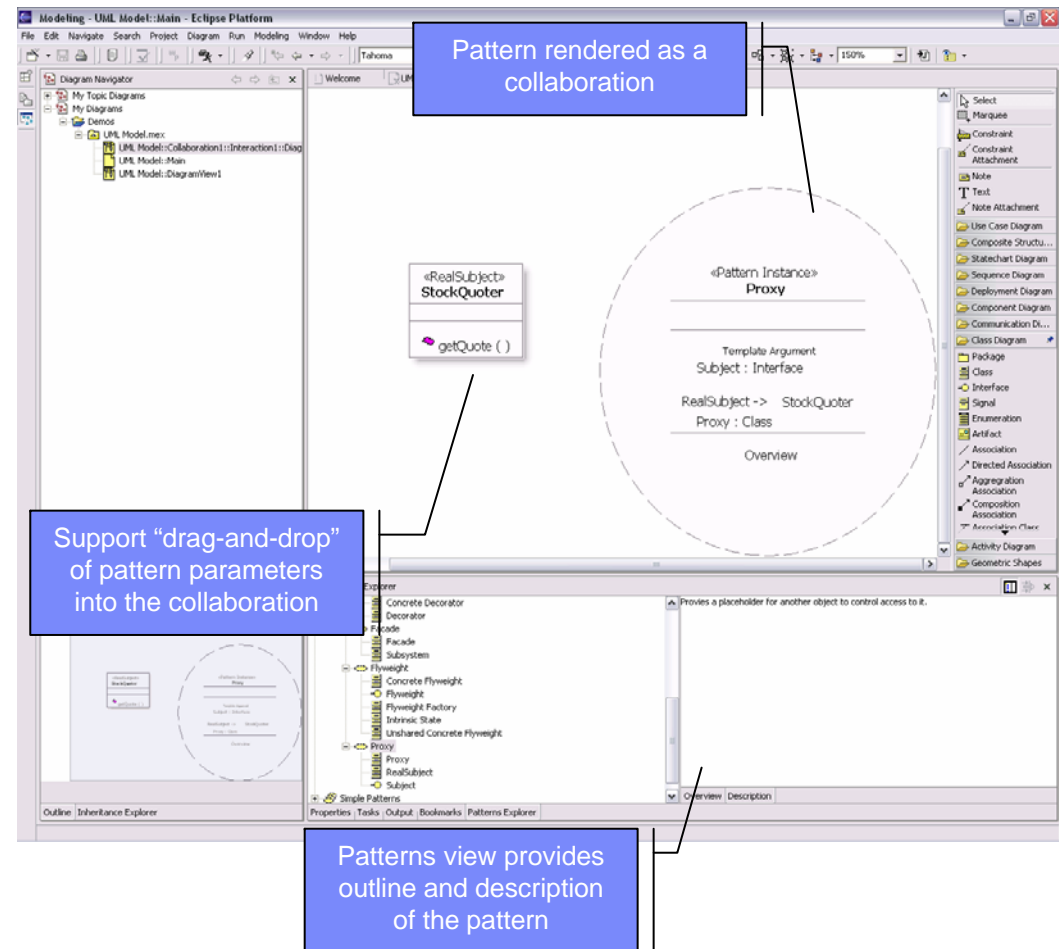 Modeling - UML Model::Main - Eclipse Platform
File Edit Navigate Search Project Diagram Run Modeling Window Help
Tahoma
150%
Pattern rendered as a
collaboration
Diagram Navigator
My Topic Diagrams
My Diagrams
Demos
UML Model.mex
UML Model::Collaboration1::Interaction1::Diag
UML Model::Main
UML Model::DiagramView1
Welcome
UM
«RealSubject»
StockQuoter
getQuote ( )
«Pattern Instance»
Proxy
Template Argument
Subject : Interface
RealSubject -> StockQuoter
Proxy : Class
Overview
Select
Marquee
Constraint
Constraint
Attachment
Note
Text
Note Attachment
Use Case Diagram
Composite Structu...
Statechart Diagram
Sequence Diagram
Deployment Diagram
Component Diagram
Communication Di...
Class Diagram
Package
Class
Interface
Signal
Enumeration
Artifact
Association
Directed Association
Aggregration
Association
Composition
Association
Association Class
Activity Diagram
Geometric Shapes
Support “drag-and-drop”
of pattern parameters
into the collaboration
Explorer
Concrete Decorator
Decorator
Facade
Facade
Subsystem
Flyweight
Concrete Flyweight
Flyweight
Flyweight Factory
Intrinsic State
Unshared Concrete Flyweight
Proxy
Proxy
RealSubject
Subject
Simple Patterns
Provies a placeholder for another object to control access to it.
Overview Description
Outline Inheritance Explorer
Properties Tasks Output Bookmarks Patterns Explorer
Patterns view provides
outline and description
of the pattern